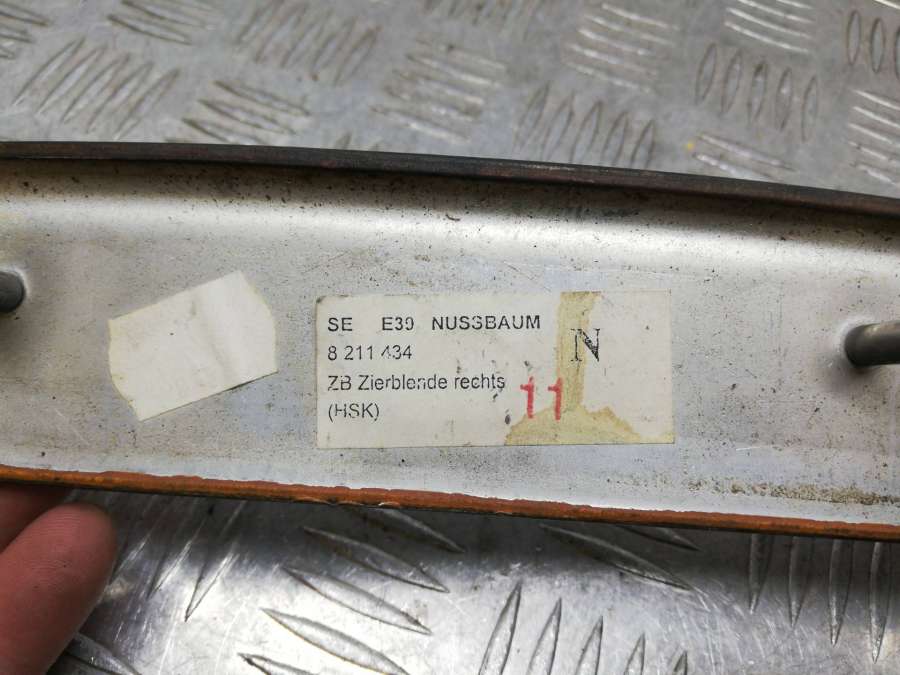 SE E39 NUSSBAUM
8 211 434
N
ZB Zierblende rechts
11
(HSK)